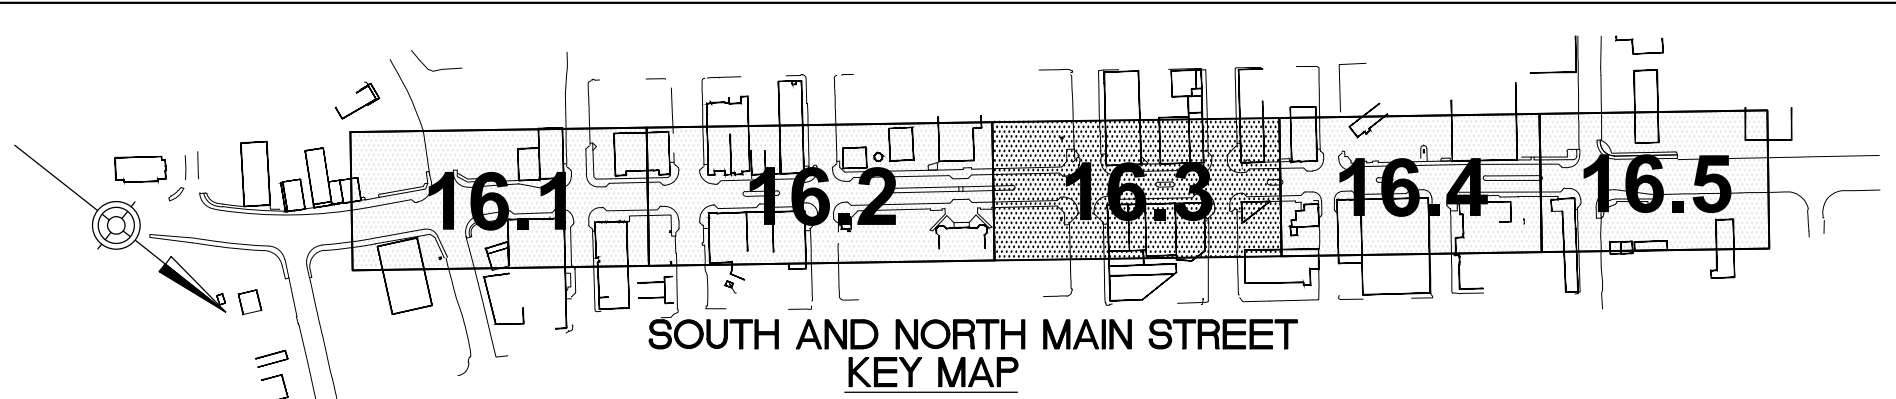 16.1 16.2 16.3 16.4 16.5
SOUTH AND NORTH MAIN STREET
KEY MAP